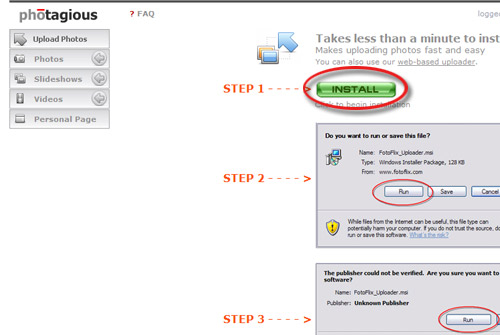 photagious
? FAQ
logge
Upload Photos
Photos
Slideshows
Videos
Personal Page
Takes less than a minute to inst
Makes uploading photos fast and easy
You can also use our web-based uploader.
STEP 1 - - - - >
INSTALL
Click to begin installation
Do you want to run or save this file?
Name: FotoFlix_Uploader.msi
Type: Windows Installer Package, 128 KB
From: www.fotoflix.com
STEP 2 - - - - >
Run
Save
Cancel
While files from the Internet can be useful, this file type can
potentially harm your computer. If you do not trust the source, do
run or save this software. What's the risk?
The publisher could not be verified. Are you sure you want to
software?
Name: FotoFlix_Uploader.msi
Publisher: Unknown Publisher
STEP 3 - - - - >
Run